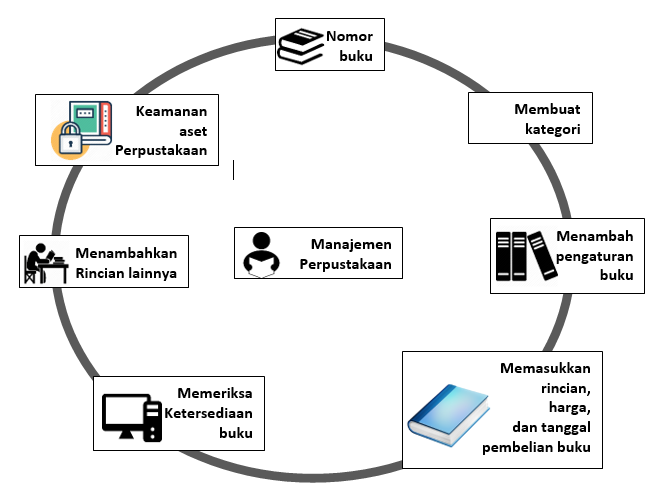 Nomor
buku
Membuat
kategori
Menambah
pengaturan
buku
Memasukkan
rincian,
harga,
dan tanggal
pembelian buku
Memeriksa
Ketersediaan
buku
Menambahkan
Rincian lainnya
Keamanan
aset
Perpustakaan
Manajemen
Perpustakaan